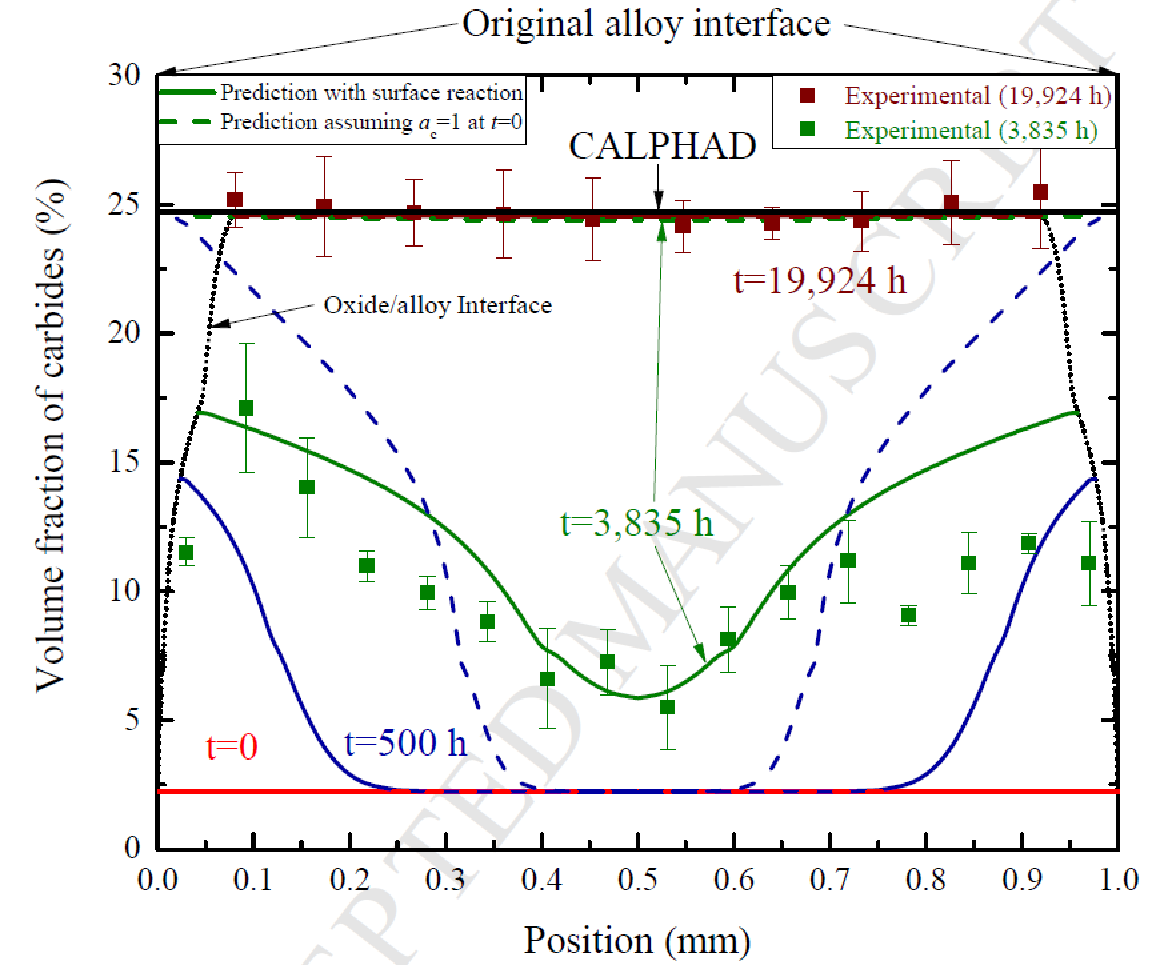 Original alloy interface
30
25
20
15
10
5
0
Volume fraction of carbides (%)
Prediction with surface reaction
Prediction assuming ac=1 at t=0
Experimental (19,924 h)
Experimental (3,835 h)
CALPHAD
t=19,924 h
Oxide/alloy Interface
t=3,835 h
t=0
t=500 h
0.0 0.1 0.2 0.3 0.4 0.5 0.6 0.7 0.8 0.9 1.0
Position (mm)
EPTED MANUSCRIPT